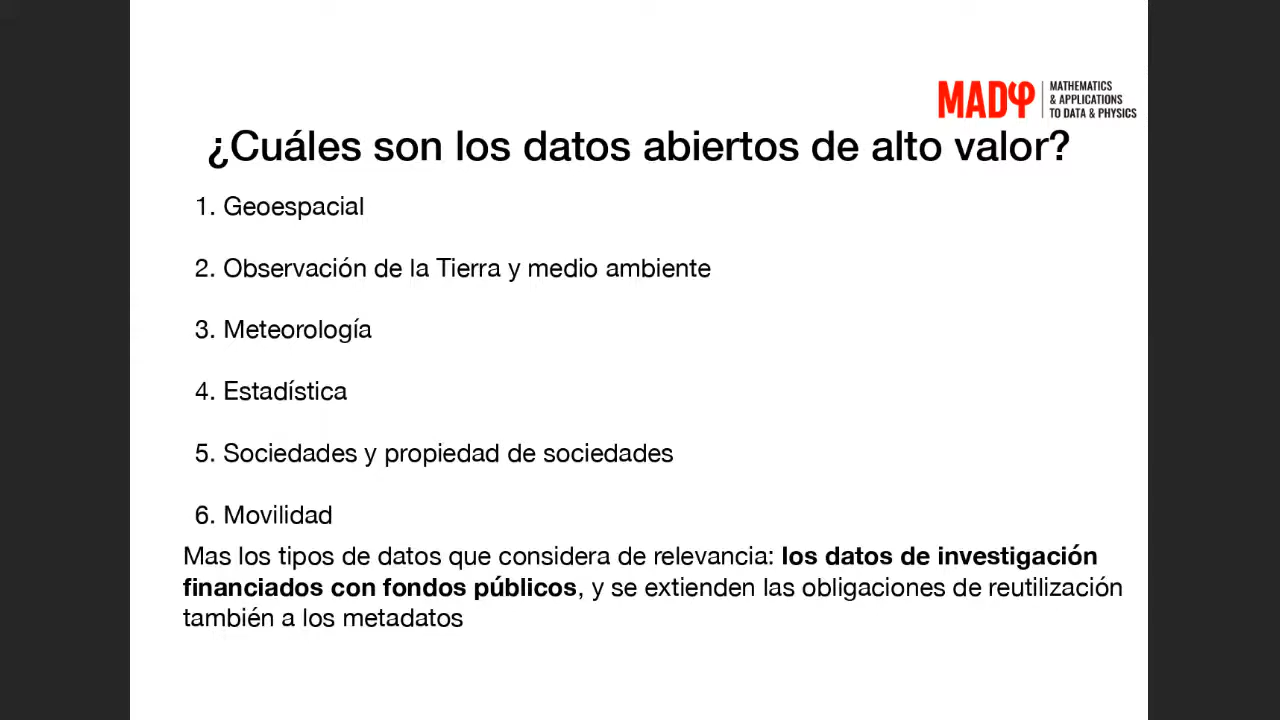 MADφ
MATHEMATICS
& APPLICATIONS
TO DATA & PHYSICS
¿Cuáles son los datos abiertos de alto valor?
1. Geoespacial
2. Observación de la Tierra y medio ambiente
3. Meteorología
4. Estadística
5. Sociedades y propiedad de sociedades
6. Movilidad
Mas los tipos de datos que considera de relevancia: los datos de investigación
financiados con fondos públicos, y se extienden las obligaciones de reutilización
también a los metadatos